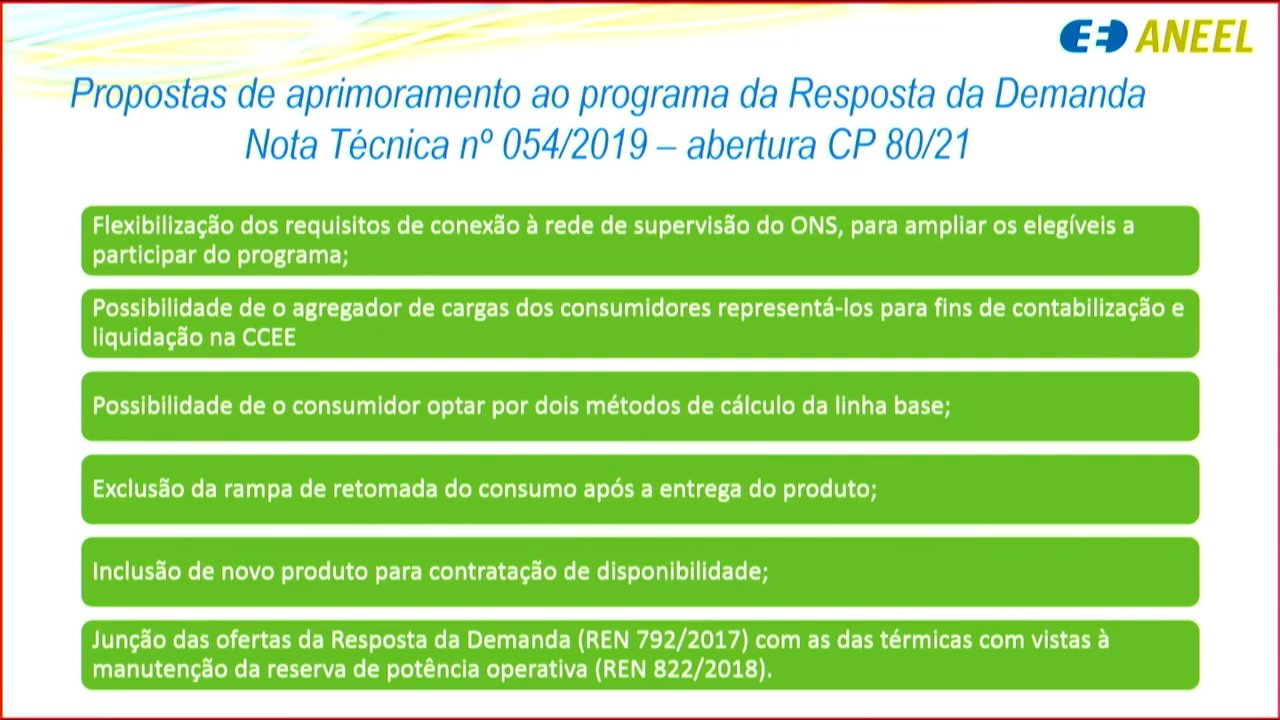 ANEEL
Propostas de aprimoramento ao programa da Resposta da Demanda
Nota Técnica nº 054/2019 – abertura CP 80/21
Flexibilização dos requisitos de conexão à rede de supervisão do ONS, para ampliar os elegíveis a
participar do programa;
Possibilidade de o agregador de cargas dos consumidores representá-los para fins de contabilização e
liquidação na CCEE
Possibilidade de o consumidor optar por dois métodos de cálculo da linha base;
Exclusão da rampa de retomada do consumo após a entrega do produto;
Inclusão de novo produto para contratação de disponibilidade;
Junção das ofertas da Resposta da Demanda (REN 792/2017) com as das térmicas com vistas à
manutenção da reserva de potência operativa (REN 822/2018).